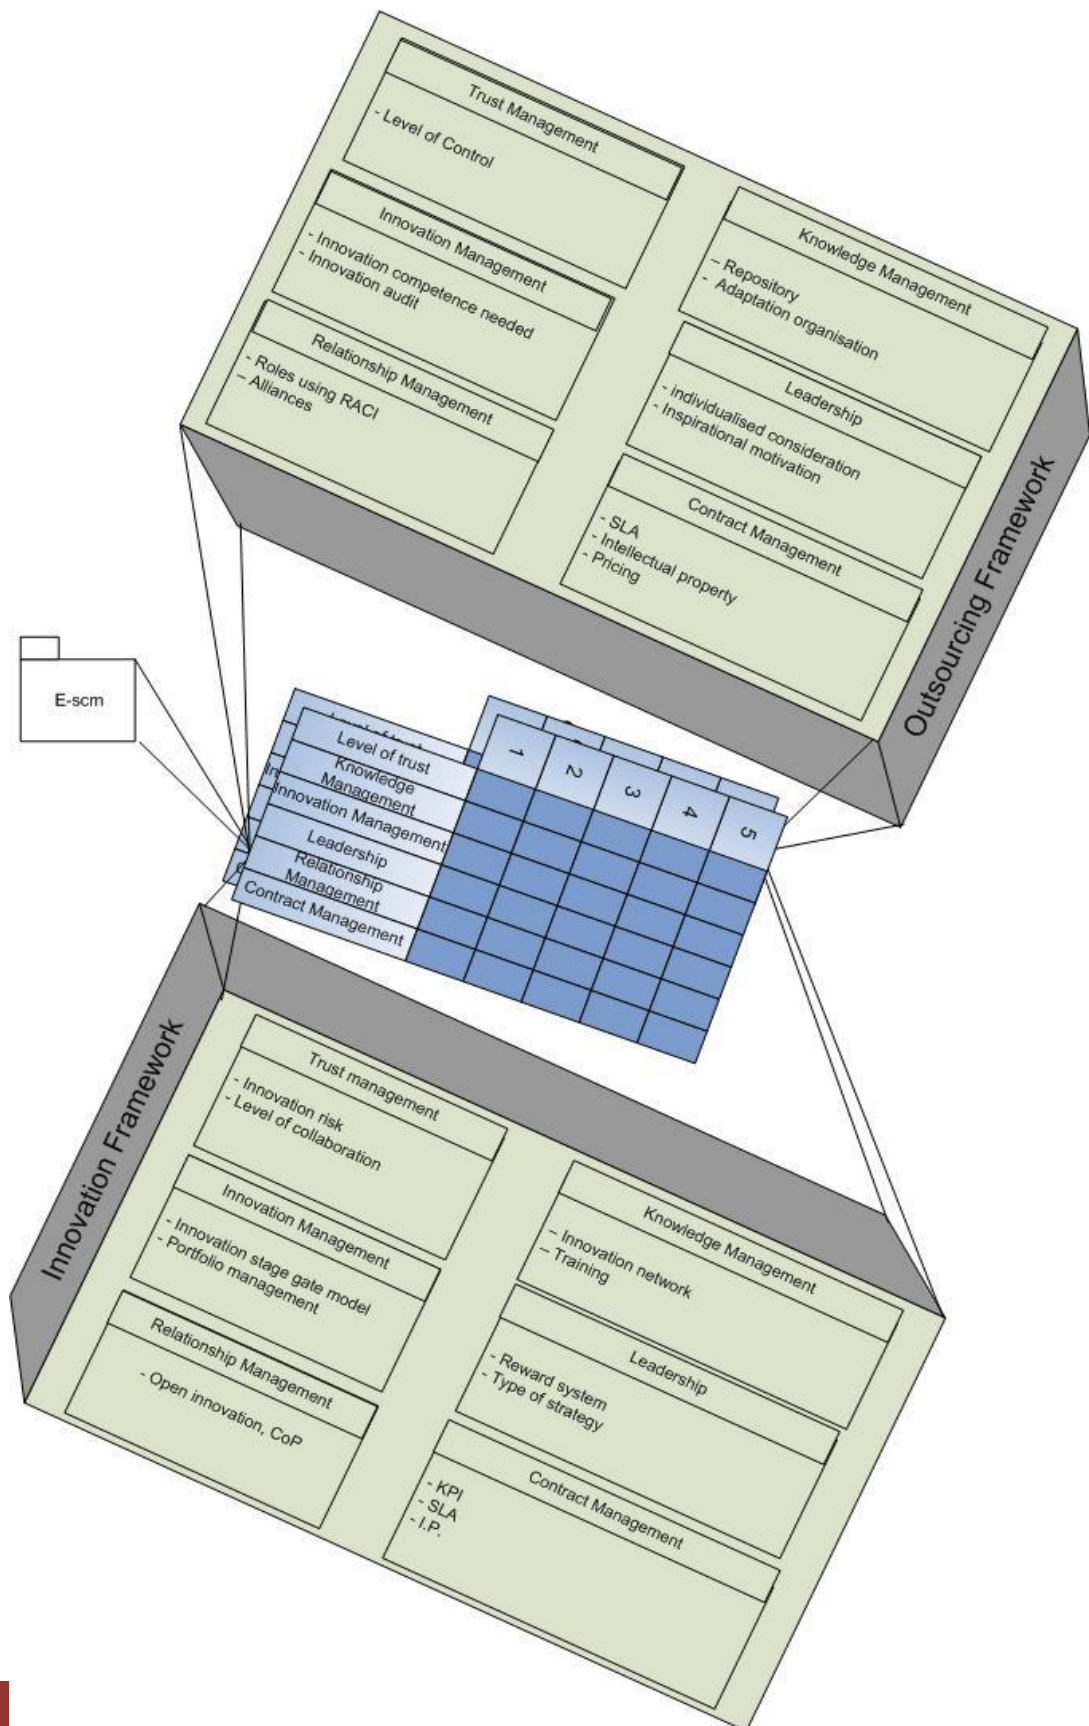 Trust Management
- Level of Control
Innovation Management
- Innovation competence needed
- Innovation audit
Relationship Management
- Roles using RACI
– Alliances
Knowledge Management
– Repository
- Adaptation organisation
Leadership
- individualised consideration
- Inspirational motivation
Contract Management
- SLA
- Intellectual property
- Pricing
Outsourcing Framework
E-scm
1 2 3 4 5
Level of trust
Knowledge
Management
Innovation Management
Leadership
Relationship
Management
Contract Management
Innovation Framework
Trust management
- Innovation risk
- Level of collaboration
Innovation Management
- Innovation stage gate model
- Portfolio management
Relationship Management
- Open innovation, CoP
Knowledge Management
– Innovation network
– Training
Leadership
- Reward system
- Type of strategy
Contract Management
- KPI
- SLA
- I.P.